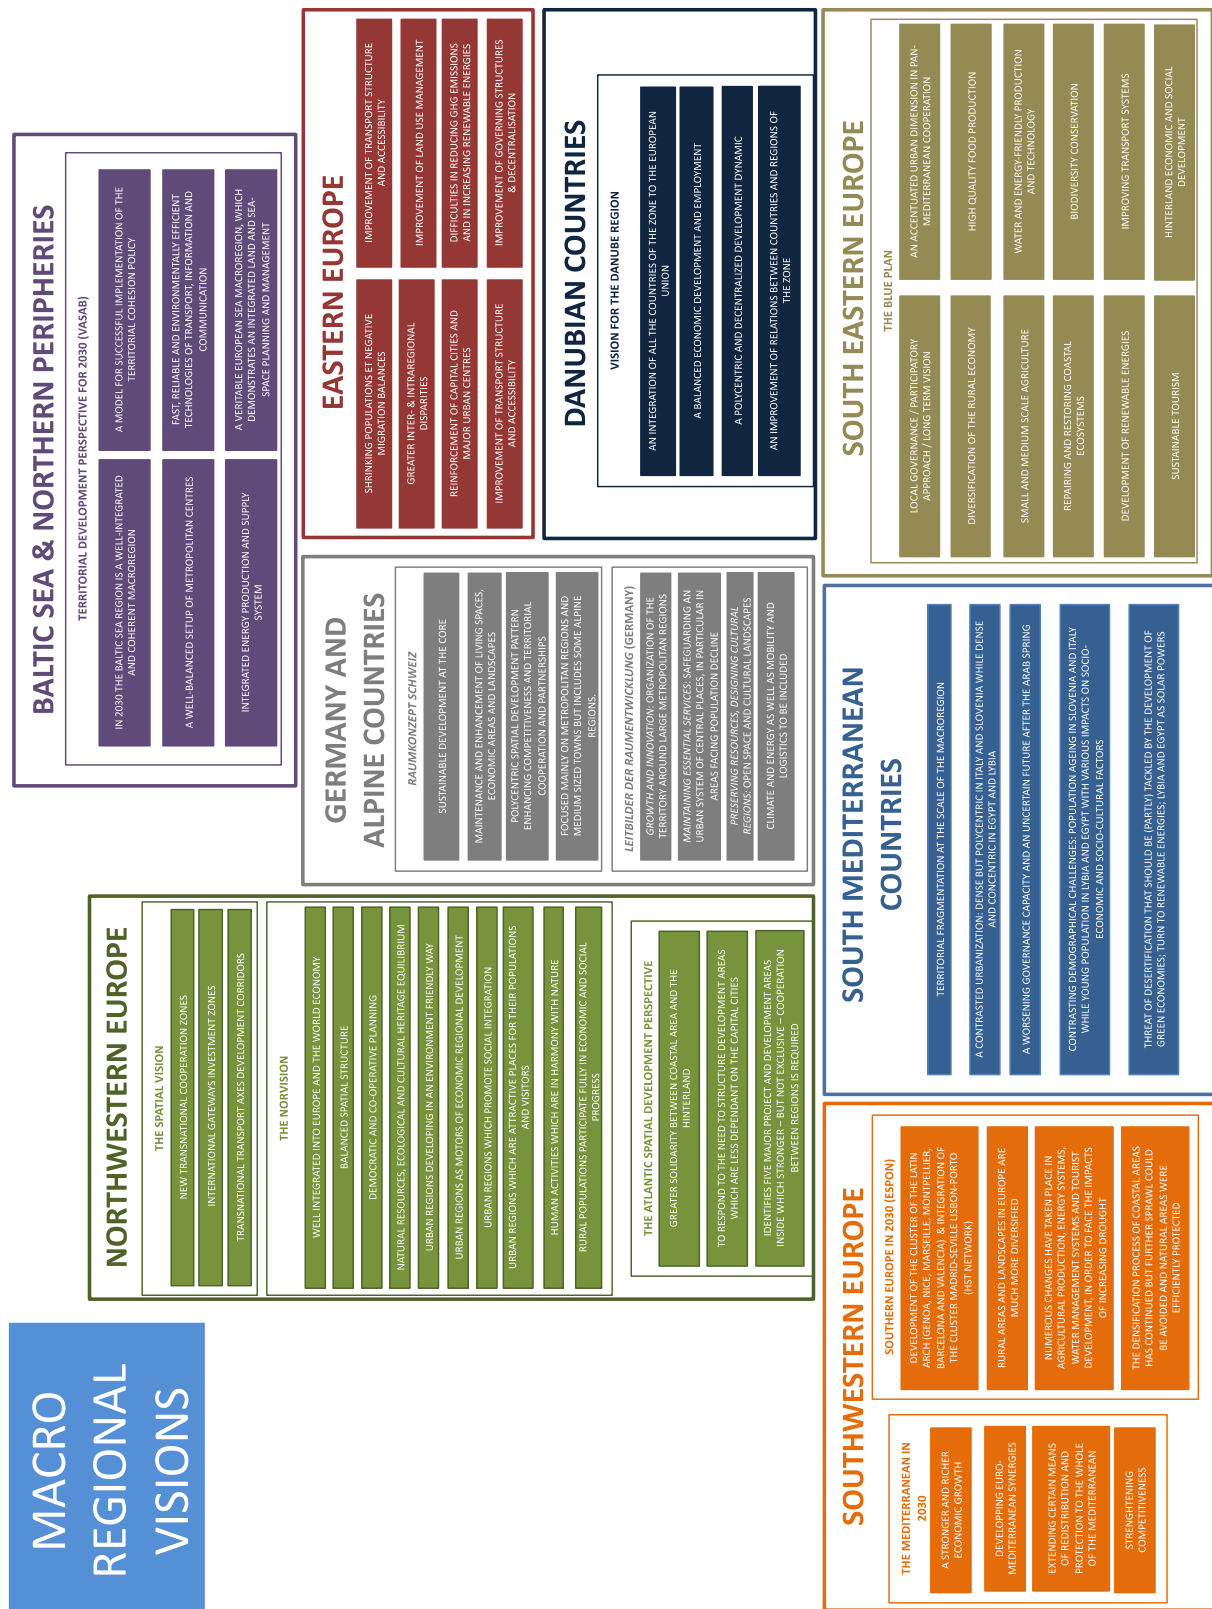 MACRO
REGIONAL
VISIONS
NORTHWESTERN EUROPE
THE SPATIAL VISION
NEW TRANSNATIONAL COOPERATION ZONES
INTERNATIONAL GATEWAYS INVESTMENT ZONES
TRANSNATIONAL TRANSPORT AXES DEVELOPMENT CORRIDORS
THE NORVISION
WELL INTEGRATED INTO EUROPE AND THE WORLD ECONOMY
BALANCED SPATIAL STRUCTURE
DEMOCRATIC AND CO-OPERATIVE PLANNING
NATURAL RESOURCES, ECOLOGICAL AND CULTURAL HERITAGE EQUILIBRIUM
URBAN REGIONS DEVELOPING IN AN ENVIRONMENT FRIENDLY WAY
URBAN REGIONS AS MOTORS OF ECONOMIC REGIONAL DEVELOPMENT
URBAN REGIONS WHICH PROMOTE SOCIAL INTEGRATION
URBAN REGIONS WHICH ARE ATTRACTIVE PLACES FOR THEIR POPULATIONS
AND VISITORS
HUMAN ACTIVITIES WHICH ARE IN HARMONY WITH NATURE
RURAL POPULATIONS PARTICIPATE FULLY IN ECONOMIC AND SOCIAL
PROGRESS
THE ATLANTIC SPATIAL DEVELOPMENT PERSPECTIVE
GREATER SOLIDARITY BETWEEN COASTAL AREA AND THE
HINTERLAND
TO RESPOND TO THE NEED TO STRUCTURE DEVELOPMENT AREAS
WHICH ARE LESS DEPENDANT ON THE CAPITAL CITIES
IDENTIFIES FIVE MAJOR PROJECT AND DEVELOPMENT AREAS
INSIDE WHICH STRONGER – BUT NOT EXCLUSIVE – COOPERATION
BETWEEN REGIONS IS REQUIRED
BALTIC SEA & NORTHERN PERIPHERIES
TERRITORIAL DEVELOPMENT PERSPECTIVE FOR 2030 (VASAB)
IN 2030 THE BALTIC SEA REGION IS A WELL-INTEGRATED
AND COHERENT MACROREGION
A WELL-BALANCED SETUP OF METROPOLITAN CENTRES
INTEGRATED ENERGY PRODUCTION AND SUPPLY
SYSTEM
A MODEL FOR SUCCESSFUL IMPLEMENTATION OF THE
TERRITORIAL COHESION POLICY
FAST, RELIABLE AND ENVIRONMENTALLY EFFICIENT
TECHNOLOGIES OF TRANSPORT, INFORMATION AND
COMMUNICATION
A VERITABLE EUROPEAN SEA MACROREGION, WHICH
DEMONSTRATES AN INTEGRATED LAND AND SEA-
SPACE PLANNING AND MANAGEMENT
GERMANY AND
ALPINE COUNTRIES
RAUMKONZEPT SCHWEIZ
SUSTAINABLE DEVELOPMENT AT THE CORE
MAINTENANCE AND ENHANCEMENT OF LIVING SPACES,
ECONOMIC AREAS AND LANDSCAPES
POLYCENTRIC SPATIAL DEVELOPMENT PATTERN
ENHANCING COMPETITIVENESS AND TERRITORIAL
COOPERATION AND PARTNERSHIPS
FOCUSED MAINLY ON METROPOLITAN REGIONS AND
MEDIUM SIZED TOWNS BUT INCLUDES SOME ALPINE
REGIONS.
LEITBILDER DER RAUMENTWICKLUNG (GERMANY)
GROWTH AND INNOVATION: ORGANIZATION OF THE
TERRITORY AROUND LARGE METROPOLITAN REGIONS
MAINTAINING ESSENTIAL SERVICES: SAFEGUARDING AN
URBAN SYSTEM OF CENTRAL PLACES, IN PARTICULAR IN
AREAS FACING POPULATION DECLINE
PRESERVING RESOURCES, DESIGNING CULTURAL
REGIONS: OPEN SPACE AND CULTURAL LANDSCAPES
CLIMATE AND ENERGY AS WELL AS MOBILITY AND
LOGISTICS TO BE INCLUDED
EASTERN EUROPE
SHRINKING POPULATIONS ET NEGATIVE
MIGRATION BALANCES
GREATER INTER- & INTRAREGIONAL
DISPARITIES
REINFORCEMENT OF CAPITAL CITIES AND
MAJOR URBAN CENTRES
IMPROVEMENT OF TRANSPORT STRUCTURE
AND ACCESSIBILITY
IMPROVEMENT OF TRANSPORT STRUCTURE
AND ACCESSIBILITY
IMPROVEMENT OF LAND USE MANAGEMENT
DIFFICULTIES IN REDUCING GHG EMISSIONS
AND IN INCREASING RENEWABLE ENERGIES
IMPROVEMENT OF GOVERNING STRUCTURES
& DECENTRALISATION
DANUBIAN COUNTRIES
VISION FOR THE DANUBE REGION
AN INTEGRATION OF ALL THE COUNTRIES OF THE ZONE TO THE EUROPEAN
UNION
A BALANCED ECONOMIC DEVELOPMENT AND EMPLOYMENT
A POLYCENTRIC AND DECENTRALIZED DEVELOPMENT DYNAMIC
AN IMPROVEMENT OF RELATIONS BETWEEN COUNTRIES AND REGIONS OF
THE ZONE
SOUTHWESTERN EUROPE
THE MEDITERRANEAN IN
2030
A STRONGER AND RICHER
ECONOMIC GROWTH
DEVELOPPING EURO-
MEDITERRANEAN SYNERGIES
EXTENDING CERTAIN MEANS
OF REDISTRIBUTION AND
PROTECTION TO THE WHOLE
OF THE MEDITERRANEAN
STRENGHTENING
COMPETITIVENESS
SOUTHERN EUROPE IN 2030 (ESPON)
DEVELOPMENT OF THE CLUSTER OF THE LATIN
ARCH (GENOA, NICE, MARSEILLE, MONTPELLIER,
BARCELONA AND VALENCIA) & INTEGRATION OF
THE CLUSTER MADRID-SEVILLE LISBON-PORTO
(HST NETWORK)
RURAL AREAS AND LANDSCAPES IN EUROPE ARE
MUCH MORE DIVERSIFIED
NUMEROUS CHANGES HAVE TAKEN PLACE IN
AGRICULTURAL PRODUCTION, ENERGY SYSTEMS,
WATER MANAGEMENT SYSTEMS AND TOURIST
DEVELOPMENT, IN ORDER TO FACE THE IMPACTS
OF INCREASING DROUGHT
THE DENSIFICATION PROCESS OF COASTAL AREAS
HAS CONTINUED BUT FURTHER SPRAWL COULD
BE AVOIDED AND NATURAL AREAS WERE
EFFICIENTLY PROTECTED
SOUTH MEDITERRANEAN
COUNTRIES
TERRITORIAL FRAGMENTATION AT THE SCALE OF THE MACROREGION
A CONTRASTED URBANIZATION: DENSE BUT POLYCENTRIC IN ITALY AND SLOVENIA WHILE DENSE
AND CONCENTRIC IN EGYPT AND LYBIA
A WORSENING GOVERNANCE CAPACITY AND AN UNCERTAIN FUTURE AFTER THE ARAB SPRING
CONTRASTING DEMOGRAPHICAL CHALLENGES: POPULATION AGEING IN SLOVENIA AND ITALY
WHILE YOUNG POPULATION IN LYBIA AND EGYPT WITH VARIOUS IMPACTS ON SOCIO-
ECONOMIC AND SOCIO-CULTURAL FACTORS
THREAT OF DESERTIFICATION THAT SHOULD BE (PARTLY) TACKLED BY THE DEVELOPMENT OF
GREEN ECONOMIES; TURN TO RENEWABLE ENERGIES; LYBIA AND EGYPT AS SOLAR POWERS
SOUTH EASTERN EUROPE
THE BLUE PLAN
LOCAL GOVERNANCE / PARTICIPATORY
APPROACH / LONG TERM VISION
DIVERSIFICATION OF THE RURAL ECONOMY
SMALL AND MEDIUM SCALE AGRICULTURE
REPAIRING AND RESTORING COASTAL
ECOSYSTEMS
DEVELOPMENT OF RENEWABLE ENERGIES
SUSTAINABLE TOURISM
AN ACCENTUATED URBAN DIMENSION IN PAN-
MEDITERRANEAN COOPERATION
HIGH QUALITY FOOD PRODUCTION
WATER AND ENERGY-FRIENDLY PRODUCTION
AND TECHNOLOGY
BIODIVERSITY CONSERVATION
IMPROVING TRANSPORT SYSTEMS
HINTERLAND ECONOMIC AND SOCIAL
DEVELOPMENT